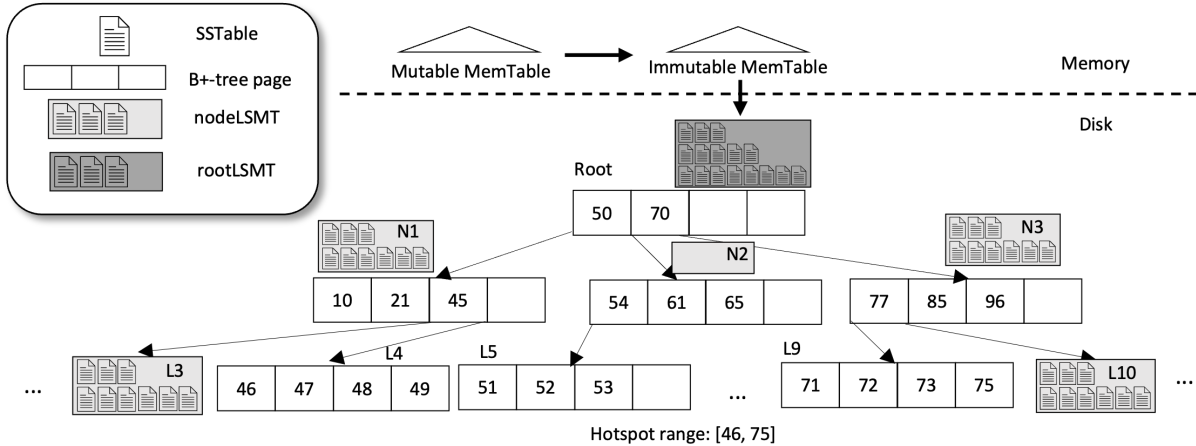 SSTable
B+-tree page
nodeLSMT
rootLSMT
Mutable MemTable
Immutable MemTable
Memory
Disk
Root
50 70
N1
N2
N3
10 21 45
54 61 65
77 85 96
L3
L4
L5
L9
L10
...
46 47 48 49
51 52 53
...
71 72 73 75
...
Hotspot range: [46, 75]